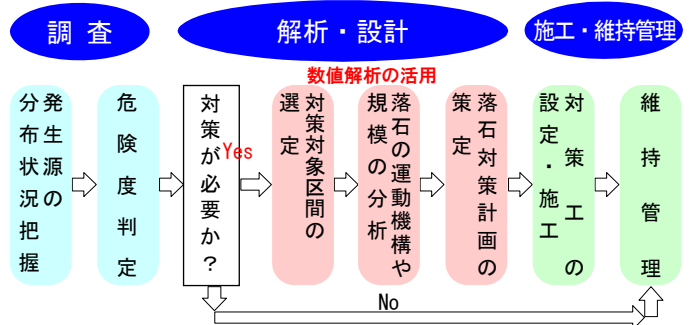 調 査
解析・設計
施工・維持管理
数値解析の活用
発生源の
分布状況把握
危険度判定
対策が必要か？
Yes
対策対象区間の
選定
落石の運動機構や
規模の分析
落石対策計画の
策定
対策工の
設定・施工
維持管理
No